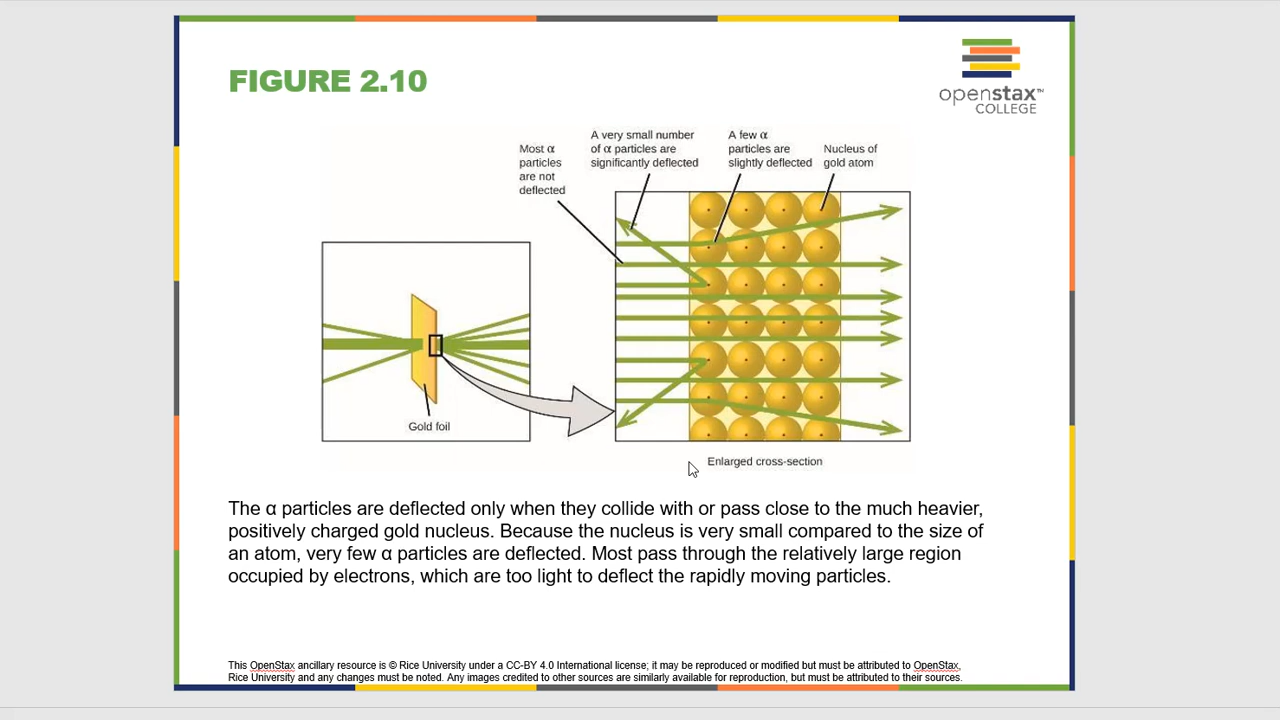 FIGURE 2.10
openstax™
COLLEGE
Most α
particles
are not
deflected
A very small number
of α particles are
significantly deflected
A few α
particles are
slightly deflected
Nucleus of
gold atom
Gold foil
Enlarged cross-section
The α particles are deflected only when they collide with or pass close to the much heavier,
positively charged gold nucleus. Because the nucleus is very small compared to the size of
an atom, very few α particles are deflected. Most pass through the relatively large region
occupied by electrons, which are too light to deflect the rapidly moving particles.
This OpenStax ancillary resource is © Rice University under a CC-BY 4.0 International license; it may be reproduced or modified but must be attributed to OpenStax,
Rice University and any changes must be noted. Any images credited to other sources are similarly available for reproduction, but must be attributed to their sources.